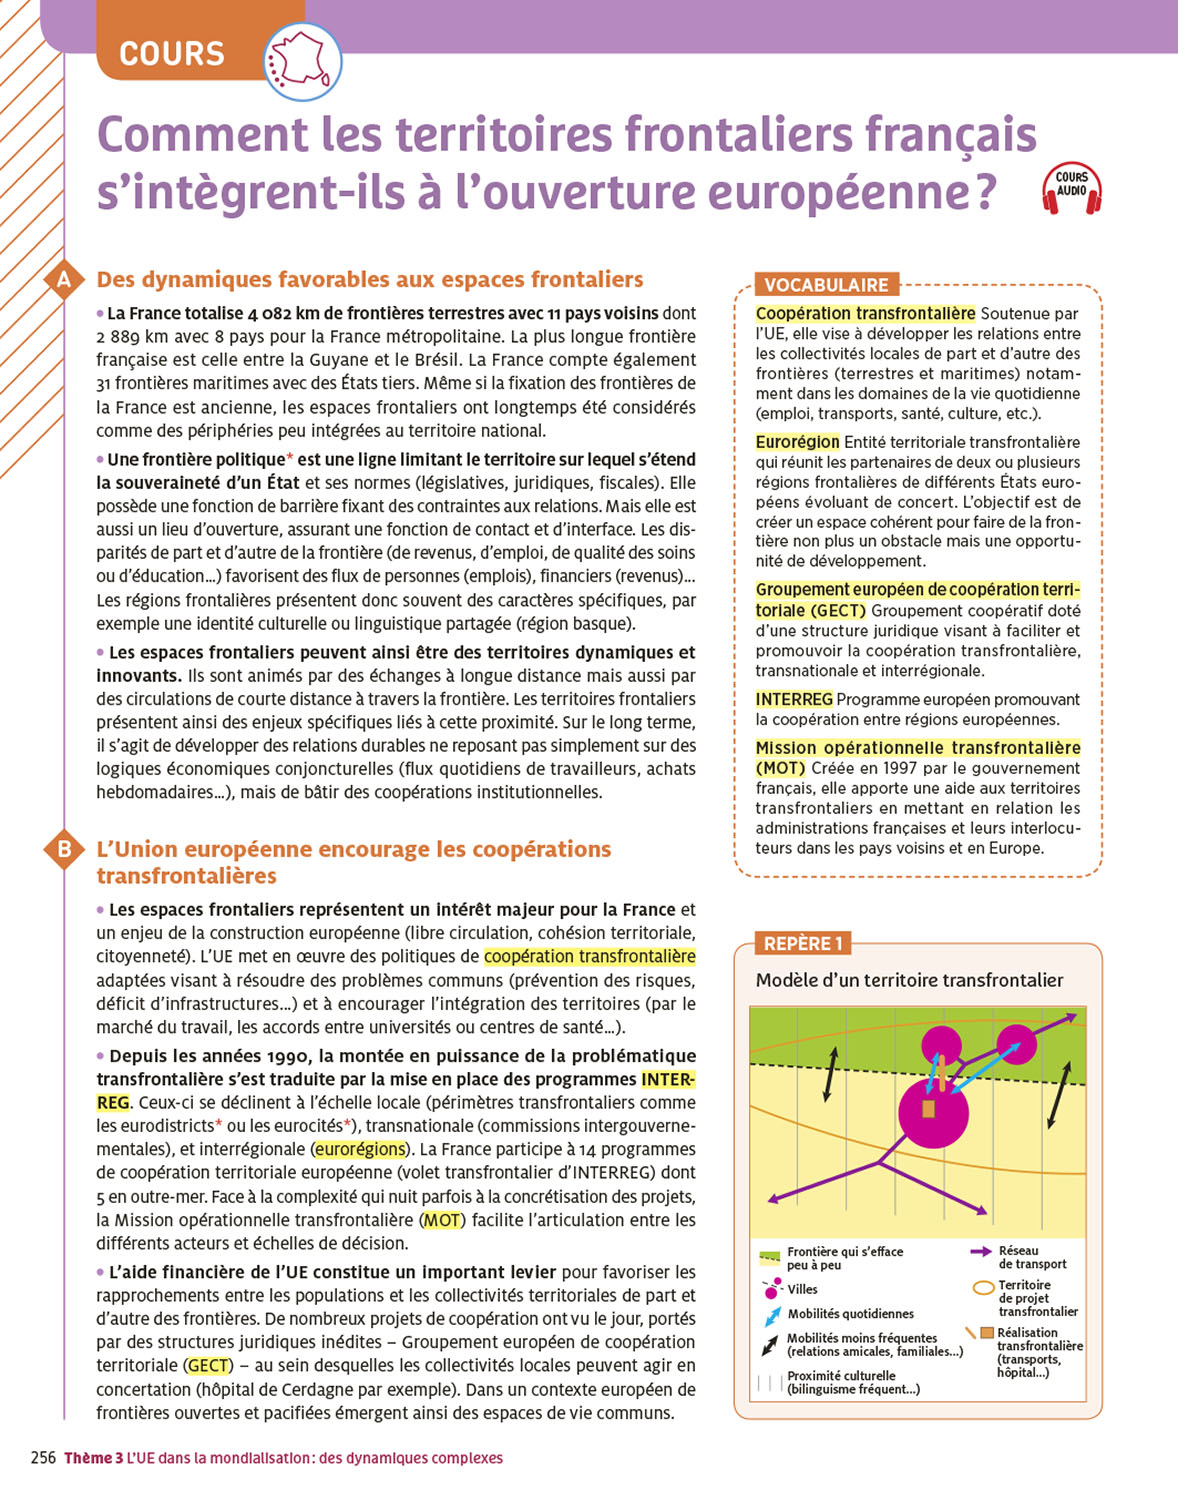 COURS
Comment les territoires frontaliers français
s'intègrent-ils à l'ouverture européenne ?
COURS
AUDIO
A
Des dynamiques favorables aux espaces frontaliers
• La France totalise 4 082 km de frontières terrestres avec 11 pays voisins dont
2 889 km avec 8 pays pour la France métropolitaine. La plus longue frontière
française est celle entre la Guyane et le Brésil. La France compte également
31 frontières maritimes avec des États tiers. Même si la fixation des frontières de
la France est ancienne, les espaces frontaliers ont longtemps été considérés
comme des périphéries peu intégrées au territoire national.
• Une frontière politique* est une ligne limitant le territoire sur lequel s'étend
la souveraineté d'un État et ses normes (législatives, juridiques, fiscales). Elle
possède une fonction de barrière fixant des contraintes aux relations. Mais elle est
aussi un lieu d'ouverture, assurant une fonction de contact et d'interface. Les dis-
parités de part et d'autre de la frontière (de revenus, d'emploi, de qualité des soins
ou d'éducation...) favorisent des flux de personnes (emplois), financiers (revenus)...
Les régions frontalières présentent donc souvent des caractères spécifiques, par
exemple une identité culturelle ou linguistique partagée (région basque).
• Les espaces frontaliers peuvent ainsi être des territoires dynamiques et
innovants. Ils sont animés par des échanges à longue distance mais aussi par
des circulations de courte distance à travers la frontière. Les territoires frontaliers
présentent ainsi des enjeux spécifiques liés à cette proximité. Sur le long terme,
il s'agit de développer des relations durables ne reposant pas simplement sur des
logiques économiques conjoncturelles (flux quotidiens de travailleurs, achats
hebdomadaires...), mais de bâtir des coopérations institutionnelles.
B
L'Union européenne encourage les coopérations
transfrontalières
• Les espaces frontaliers représentent un intérêt majeur pour la France et
un enjeu de la construction européenne (libre circulation, cohésion territoriale,
citoyenneté). L'UE met en œuvre des politiques de coopération transfrontalière
adaptées visant à résoudre des problèmes communs (prévention des risques,
déficit d'infrastructures...) et à encourager l'intégration des territoires (par le
marché du travail, les accords entre universités ou centres de santé...).
• Depuis les années 1990, la montée en puissance de la problématique
transfrontalière s'est traduite par la mise en place des programmes INTER-
REG. Ceux-ci se déclinent à l'échelle locale (périmètres transfrontaliers comme
les eurodistricts* ou les eurocités*), transnationale (commissions intergouverne-
mentales), et interrégionale (eurorégions). La France participe à 14 programmes
de coopération territoriale européenne (volet transfrontalier d'INTERREG) dont
5 en outre-mer. Face à la complexité qui nuit parfois à la concrétisation des projets,
la Mission opérationnelle transfrontalière (MOT) facilite l'articulation entre les
différents acteurs et échelles de décision.
• L'aide financière de l'UE constitue un important levier pour favoriser les
rapprochements entre les populations et les collectivités territoriales de part et
d'autre des frontières. De nombreux projets de coopération ont vu le jour, portés
par des structures juridiques inédites – Groupement européen de coopération
territoriale (GECT) – au sein desquelles les collectivités locales peuvent agir en
concertation (hôpital de Cerdagne par exemple). Dans un contexte européen de
frontières ouvertes et pacifiées émergent ainsi des espaces de vie communs.
VOCABULAIRE
Coopération transfrontalière Soutenue par
l'UE, elle vise à développer les relations entre
les collectivités locales de part et d'autre des
frontières (terrestres et maritimes) notam-
ment dans les domaines de la vie quotidienne
(emploi, transports, santé, culture, etc.).
Eurorégion Entité territoriale transfrontalière
qui réunit les partenaires de deux ou plusieurs
régions frontalières de différents États euro-
péens évoluant de concert. L'objectif est de
créer un espace cohérent pour faire de la fron-
tière non plus un obstacle mais une opportu-
nité de développement.
Groupement européen de coopération terri-
toriale (GECT) Groupement coopératif doté
d'une structure juridique visant à faciliter et
promouvoir la coopération transfrontalière,
transnationale et interrégionale.
INTERREG Programme européen promouvant
la coopération entre régions européennes.
Mission opérationnelle transfrontalière
(MOT) Créée en 1997 par le gouvernement
français, elle apporte une aide aux territoires
transfrontaliers en mettant en relation les
administrations françaises et leurs interlocu-
teurs dans les pays voisins et en Europe.
REPÈRE 1
Modèle d'un territoire transfrontalier
Frontière qui s'efface
peu à peu
Villes
Mobilités quotidiennes
Mobilités moins fréquentes
(relations amicales, familiales...)
Proximité culturelle
(bilinguisme fréquent...)
Réseau
de transport
Territoire
de projet
transfrontalier
Réalisation
transfrontalière
(transports,
hôpital...)
256 Thème 3 L'UE dans la mondialisation : des dynamiques complexes